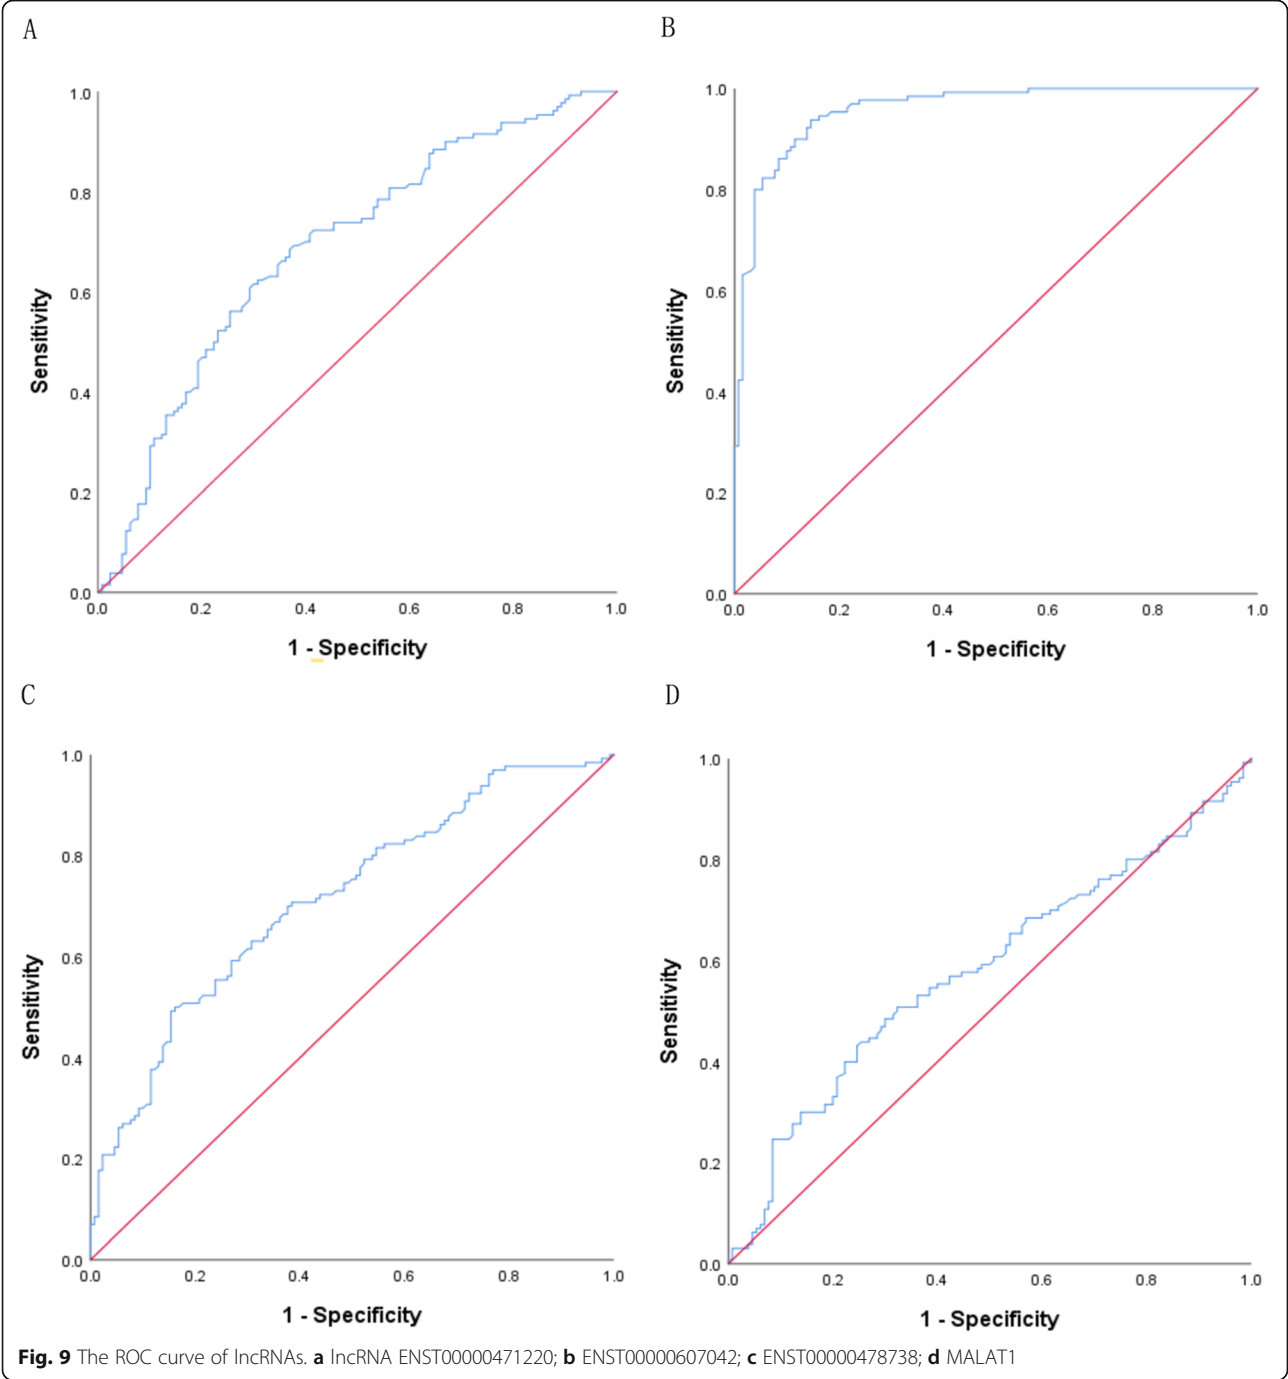 A
1.0
0.8
0.6
0.4
0.2
0.0
Sensitivity
0.0 0.2 0.4 0.6 0.8 1.0
1 - Specificity
B
1.0
0.8
0.6
0.4
0.2
0.0
Sensitivity
0.0 0.2 0.4 0.6 0.8 1.0
1 - Specificity
C
1.0
0.8
0.6
0.4
0.2
0.0
Sensitivity
0.0 0.2 0.4 0.6 0.8 1.0
1 - Specificity
D
1.0
0.8
0.6
0.4
0.2
0.0
Sensitivity
0.0 0.2 0.4 0.6 0.8 1.0
1 - Specificity
Fig. 9 The ROC curve of lncRNAs. a lncRNA ENST00000471220; b ENST00000607042; c ENST00000478738; d MALAT1